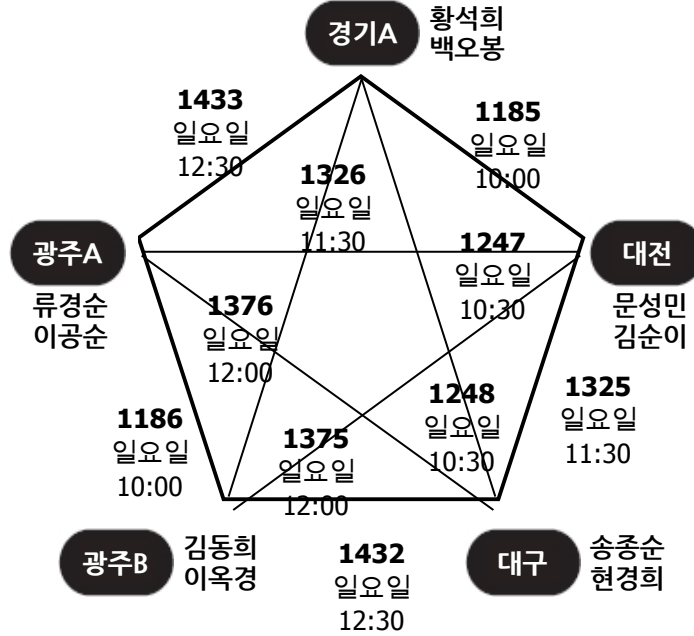 경기A
황석희
백오봉
1433
일요일
12:30
1185
일요일
10:00
1326
일요일
11:30
광주A
류경순
이공순
1247
일요일
10:30
대전
문성민
김순이
1376
일요일
12:00
1186
일요일
10:00
1375
일요일
12:00
1248
일요일
10:30
1325
일요일
11:30
광주B
김동희
이옥경
1432
일요일
12:30
대구
송종순
현경희